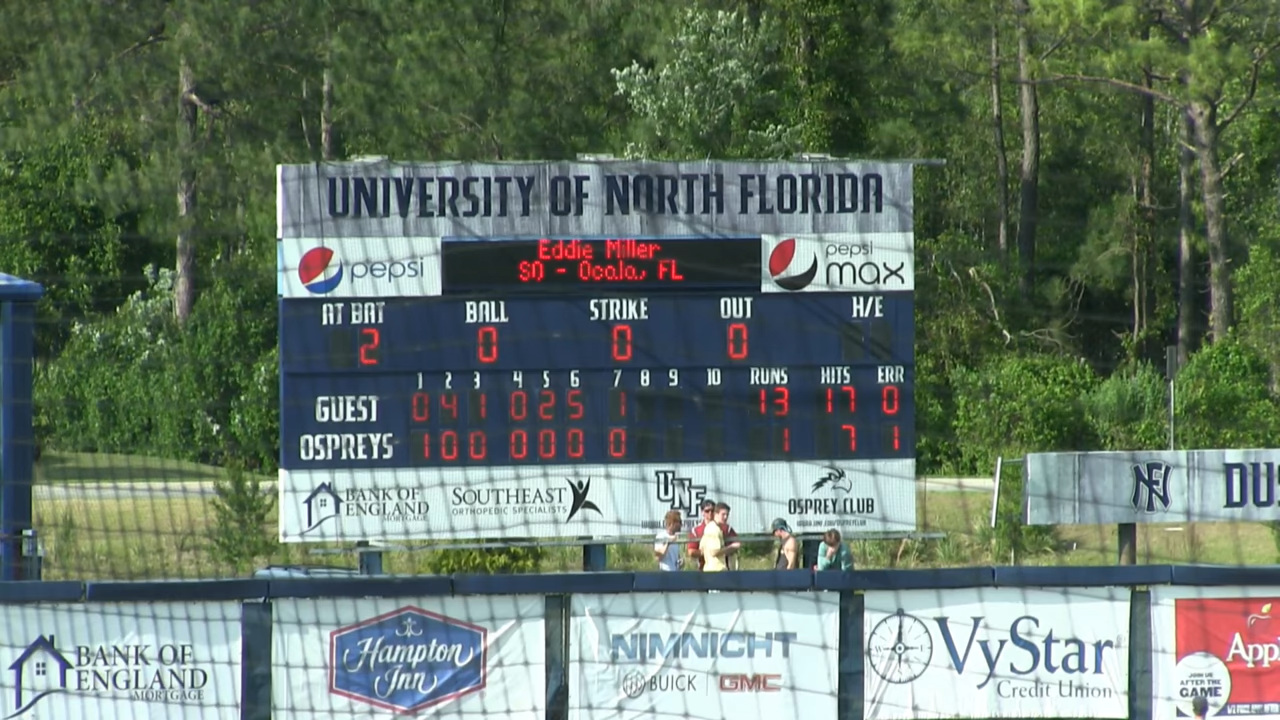 UNIVERSITY OF NORTH FLORIDA
pepsi
Eddie Miller
SO - Ocala, FL
pepsi max
AT BAT BALL STRIKE OUT H/E
2 0 0 0
1 2 3 4 5 6 7 8 9 10 RUNS HITS ERR
GUEST 0 4 1 0 2 5 1 13 17 0
OSPREYS 1 0 0 0 0 0 0 1 7 1
BANK OF ENGLAND MORTGAGE
SOUTHEAST ORTHOPEDIC SPECIALISTS
UNF
OSPREY CLUB
NF DU
BANK OF ENGLAND MORTGAGE
Hampton Inn
NIMNICHT
BUICK GMC
VyStar
Credit Union
App
JOIN US AFTER THE GAME